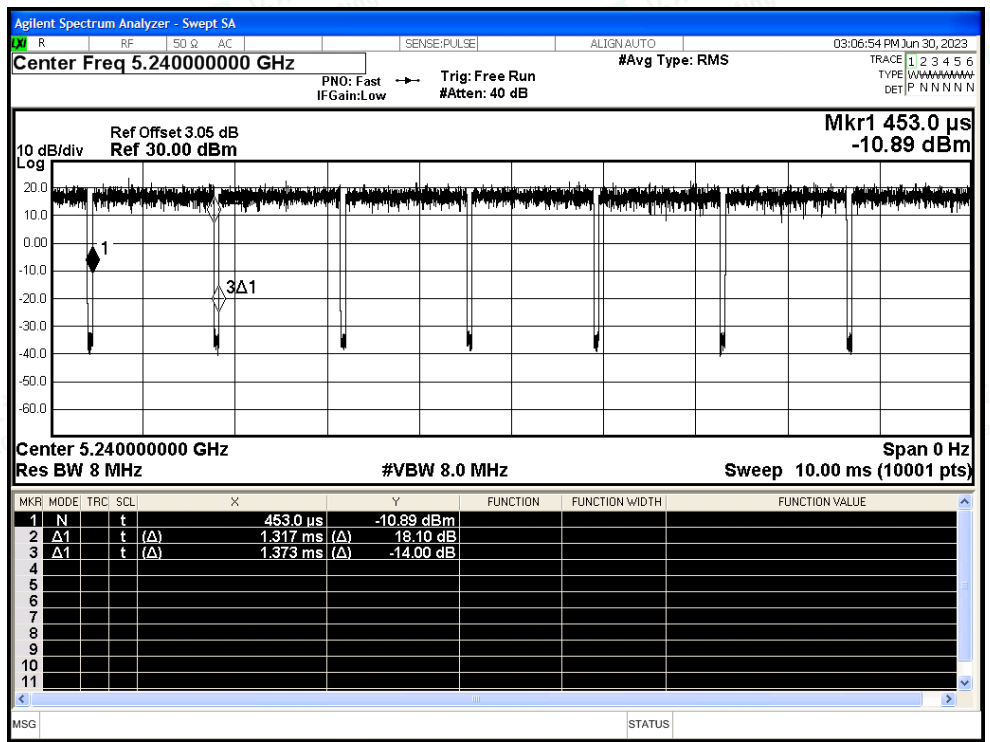 Agilent Spectrum Analyzer - Swept SA
LXI R RF 50 Ω AC SENSE:PULSE ALIGN AUTO 03:06:54 PM Jun 30, 2023
Center Freq 5.240000000 GHz #Avg Type: RMS TRACE 1 2 3 4 5 6
PNO: Fast Trig: Free Run TYPE WWWWWW
IFGain:Low #Atten: 40 dB DET P N N N N N
Mkr1 453.0 µs
Ref Offset 3.05 dB
10 dB/div Ref 30.00 dBm -10.89 dBm
Log
20.0
10.0
0.00
1
-10.0
3Δ1
-20.0
-30.0
-40.0
-50.0
-60.0
Center 5.240000000 GHz Span 0 Hz
Res BW 8 MHz #VBW 8.0 MHz Sweep 10.00 ms (10001 pts)
MKR MODE TRC SCL X Y FUNCTION FUNCTION WIDTH FUNCTION VALUE
1 N t 453.0 µs -10.89 dBm
2 Δ1 t (Δ) 1.317 ms (Δ) 18.10 dB
3 Δ1 t (Δ) 1.373 ms (Δ) -14.00 dB
4
5
6
7
8
9
10
11
MSG STATUS